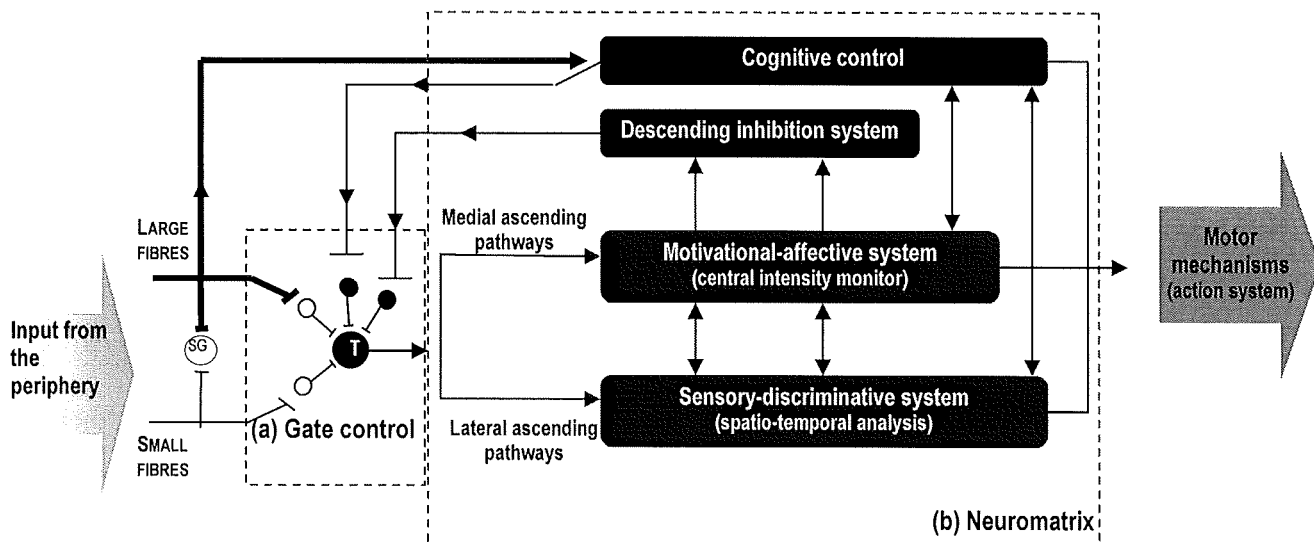 Cognitive control
Descending inhibition system
LARGE
FIBRES
Medial ascending
pathways
Motivational-affective system
(central intensity monitor)
Motor
mechanisms
(action system)
Input from
the
periphery
SG
T
Sensory-discriminative system
(spatio-temporal analysis)
(a) Gate control
Lateral ascending
pathways
SMALL
FIBRES
(b) Neuromatrix